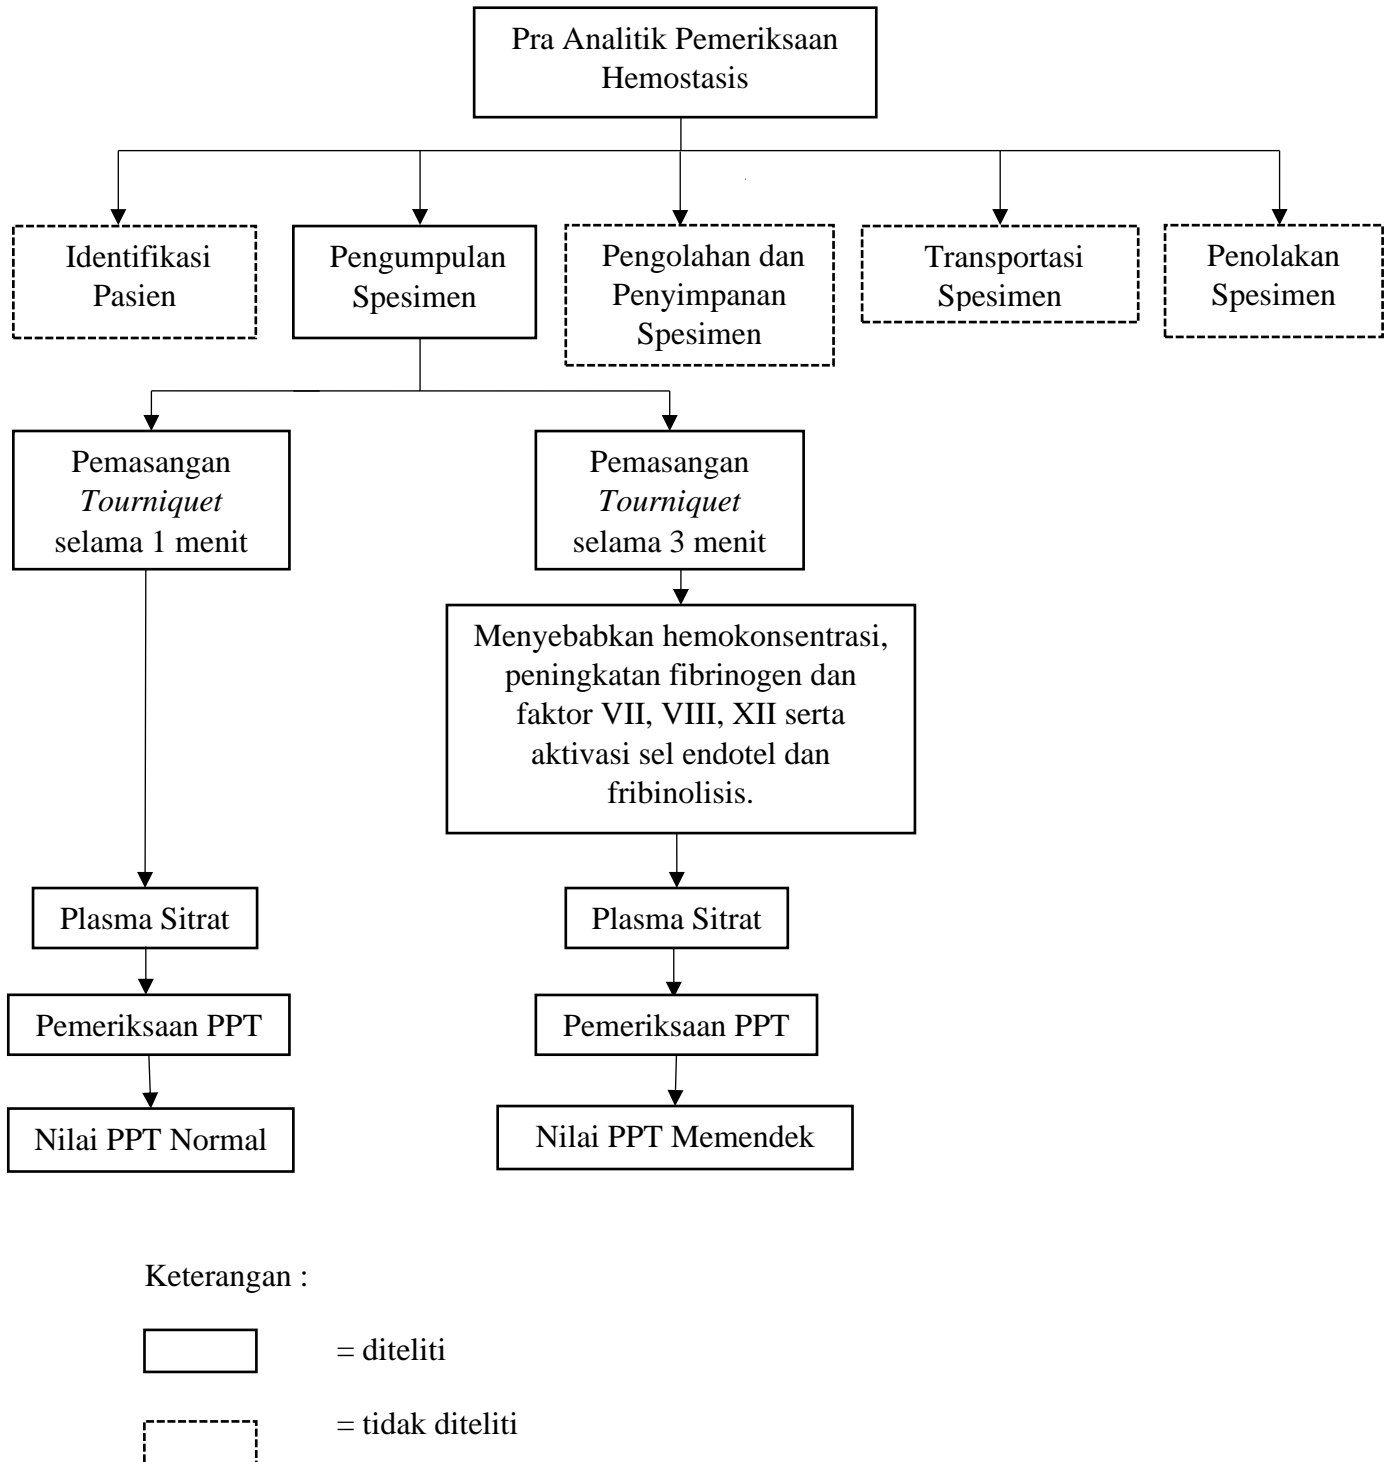 Pra Analitik Pemeriksaan
Hemostasis
Identifikasi
Pasien
Pengumpulan
Spesimen
Pengolahan dan
Penyimpanan
Spesimen
Transportasi
Spesimen
Penolakan
Spesimen
Pemasangan
Tourniquet
selama 1 menit
Pemasangan
Tourniquet
selama 3 menit
Menyebabkan hemokonsentrasi,
peningkatan fibrinogen dan
faktor VII, VIII, XII serta
aktivasi sel endotel dan
fribinolisis.
Plasma Sitrat
Plasma Sitrat
Pemeriksaan PPT
Pemeriksaan PPT
Nilai PPT Normal
Nilai PPT Memendek
Keterangan :
= diteliti
= tidak diteliti